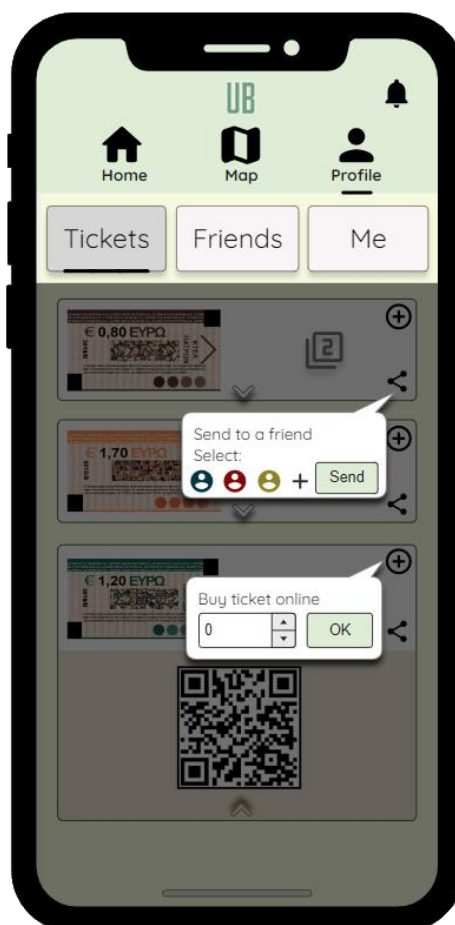 UB
Home
Map
Profile
Tickets
Friends
Me
€ 0,80 ΕΥΡΩ
2
Send to a friend
Select:
+ Send
€ 1,70 ΕΥΡΩ
Buy ticket online
0
OK
€ 1,20 ΕΥΡΩ